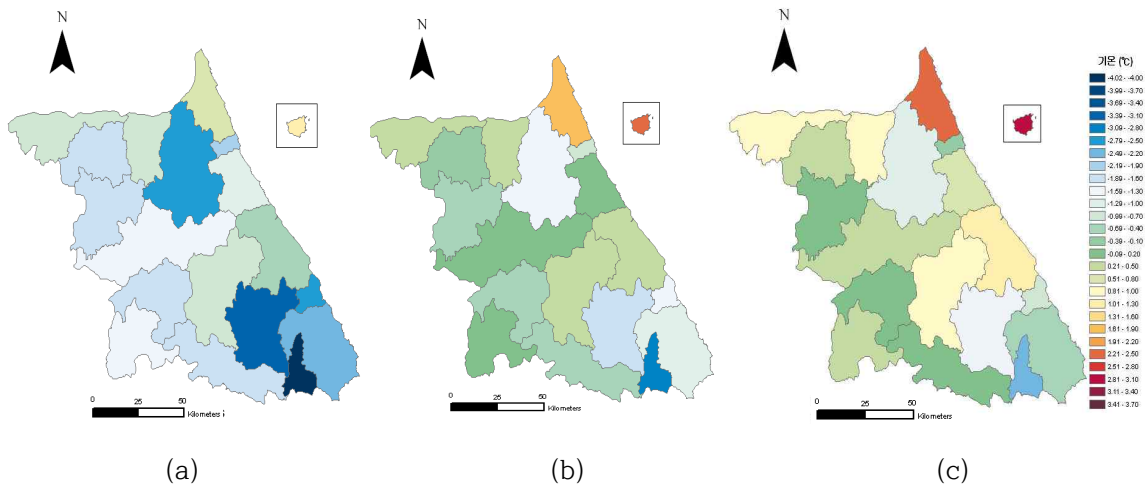 N
N
N
기온 (℃)
-4.02 - -4.00
-3.99 - -3.70
-3.69 - -3.40
-3.39 - -3.10
-3.09 - -2.80
-2.79 - -2.50
-2.49 - -2.20
-2.19 - -1.90
-1.89 - -1.60
-1.59 - -1.30
-1.29 - -1.00
-0.99 - -0.70
-0.69 - -0.40
-0.39 - -0.10
-0.09 - 0.20
0.21 - 0.50
0.51 - 0.80
0.81 - 1.00
1.01 - 1.30
1.31 - 1.60
1.61 - 1.90
1.91 - 2.20
2.21 - 2.50
2.51 - 2.80
2.81 - 3.10
3.11 - 3.40
3.41 - 3.70
0 25 50
Kilometers
0 25 50
Kilometers
0 25 50
Kilometers
(a)
(b)
(c)